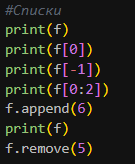 #Списки
print(f)
print(f[0])
print(f[-1])
print(f[0:2])
f.append(6)
print(f)
f.remove(5)